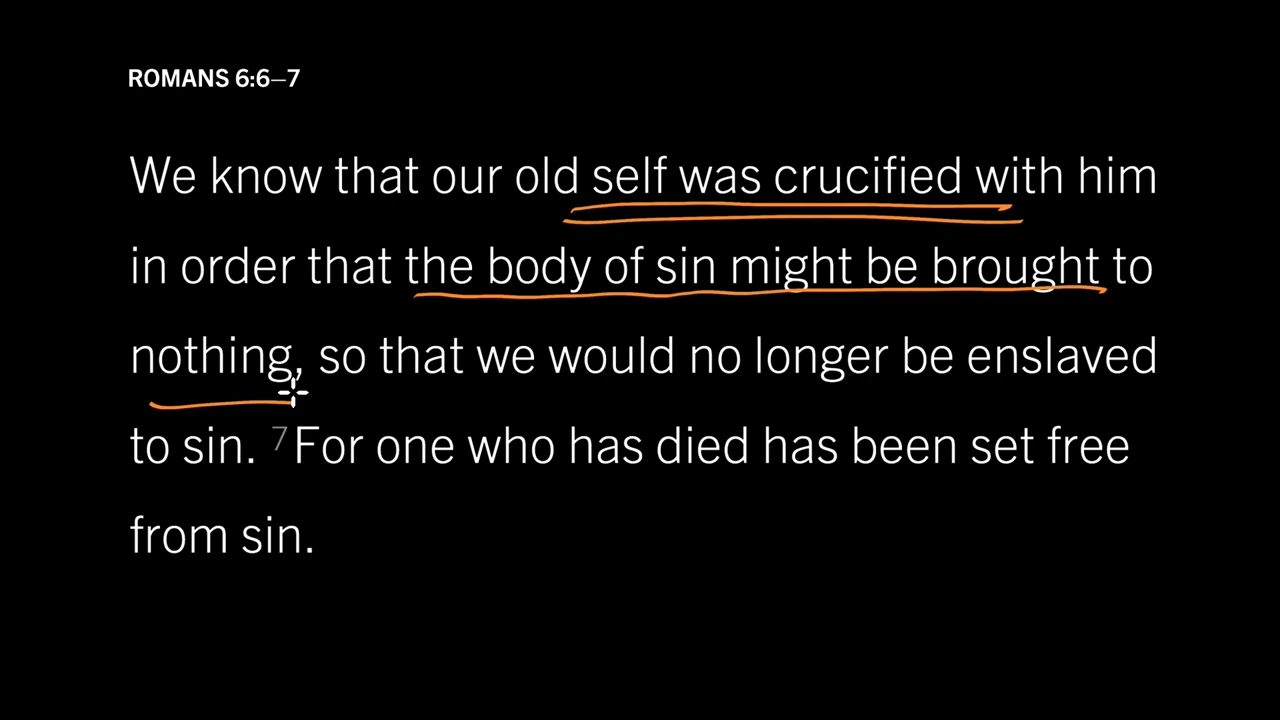 ROMANS 6:6–7
We know that our old self was crucified with him
in order that the body of sin might be brought to
nothing, so that we would no longer be enslaved
to sin. 7 For one who has died has been set free
from sin.